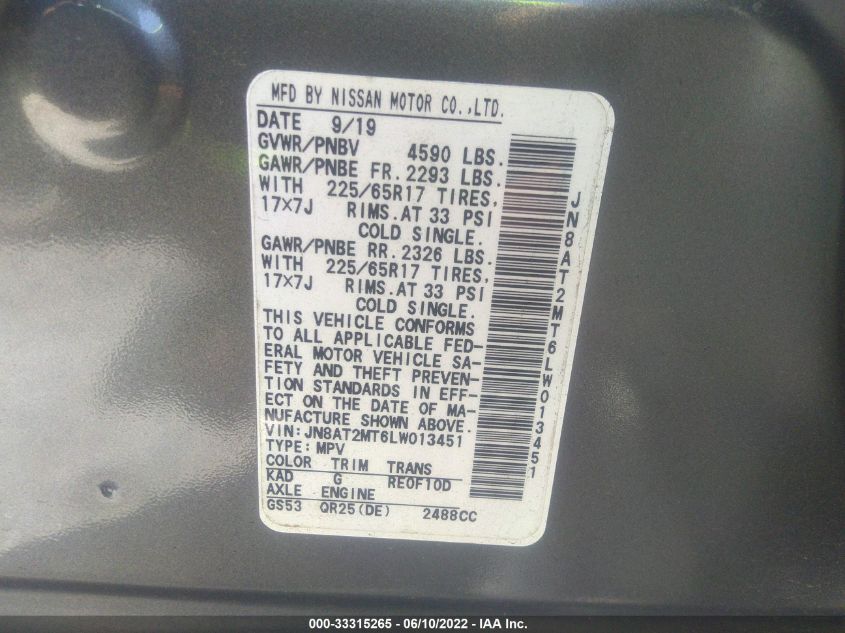 MFD BY NISSAN MOTOR CO.,LTD.
DATE 9/19
GVWR/PNBV 4590 LBS.
GAWR/PNBE FR. 2293 LBS.
WITH 225/65R17 TIRES,
17×7J RIMS.AT 33 PSI
COLD SINGLE.
GAWR/PNBE RR. 2326 LBS.
WITH 225/65R17 TIRES,
17×7J RIMS.AT 33 PSI
COLD SINGLE.
THIS VEHICLE CONFORMS
TO ALL APPLICABLE FED-
ERAL MOTOR VEHICLE SA-
FETY AND THEFT PREVEN-
TION STANDARDS IN EFF-
ECT ON THE DATE OF MA-
NUFACTURE SHOWN ABOVE.
VIN:JN8AT2MT6LW013451
TYPE:MPV
COLOR TRIM TRANS
KAD G RE0F10D
AXLE ENGINE
GS53 QR25(DE) 2488CC
JN8AT2MT6LW013451
000-33315265 - 06/10/2022 - IAA Inc.